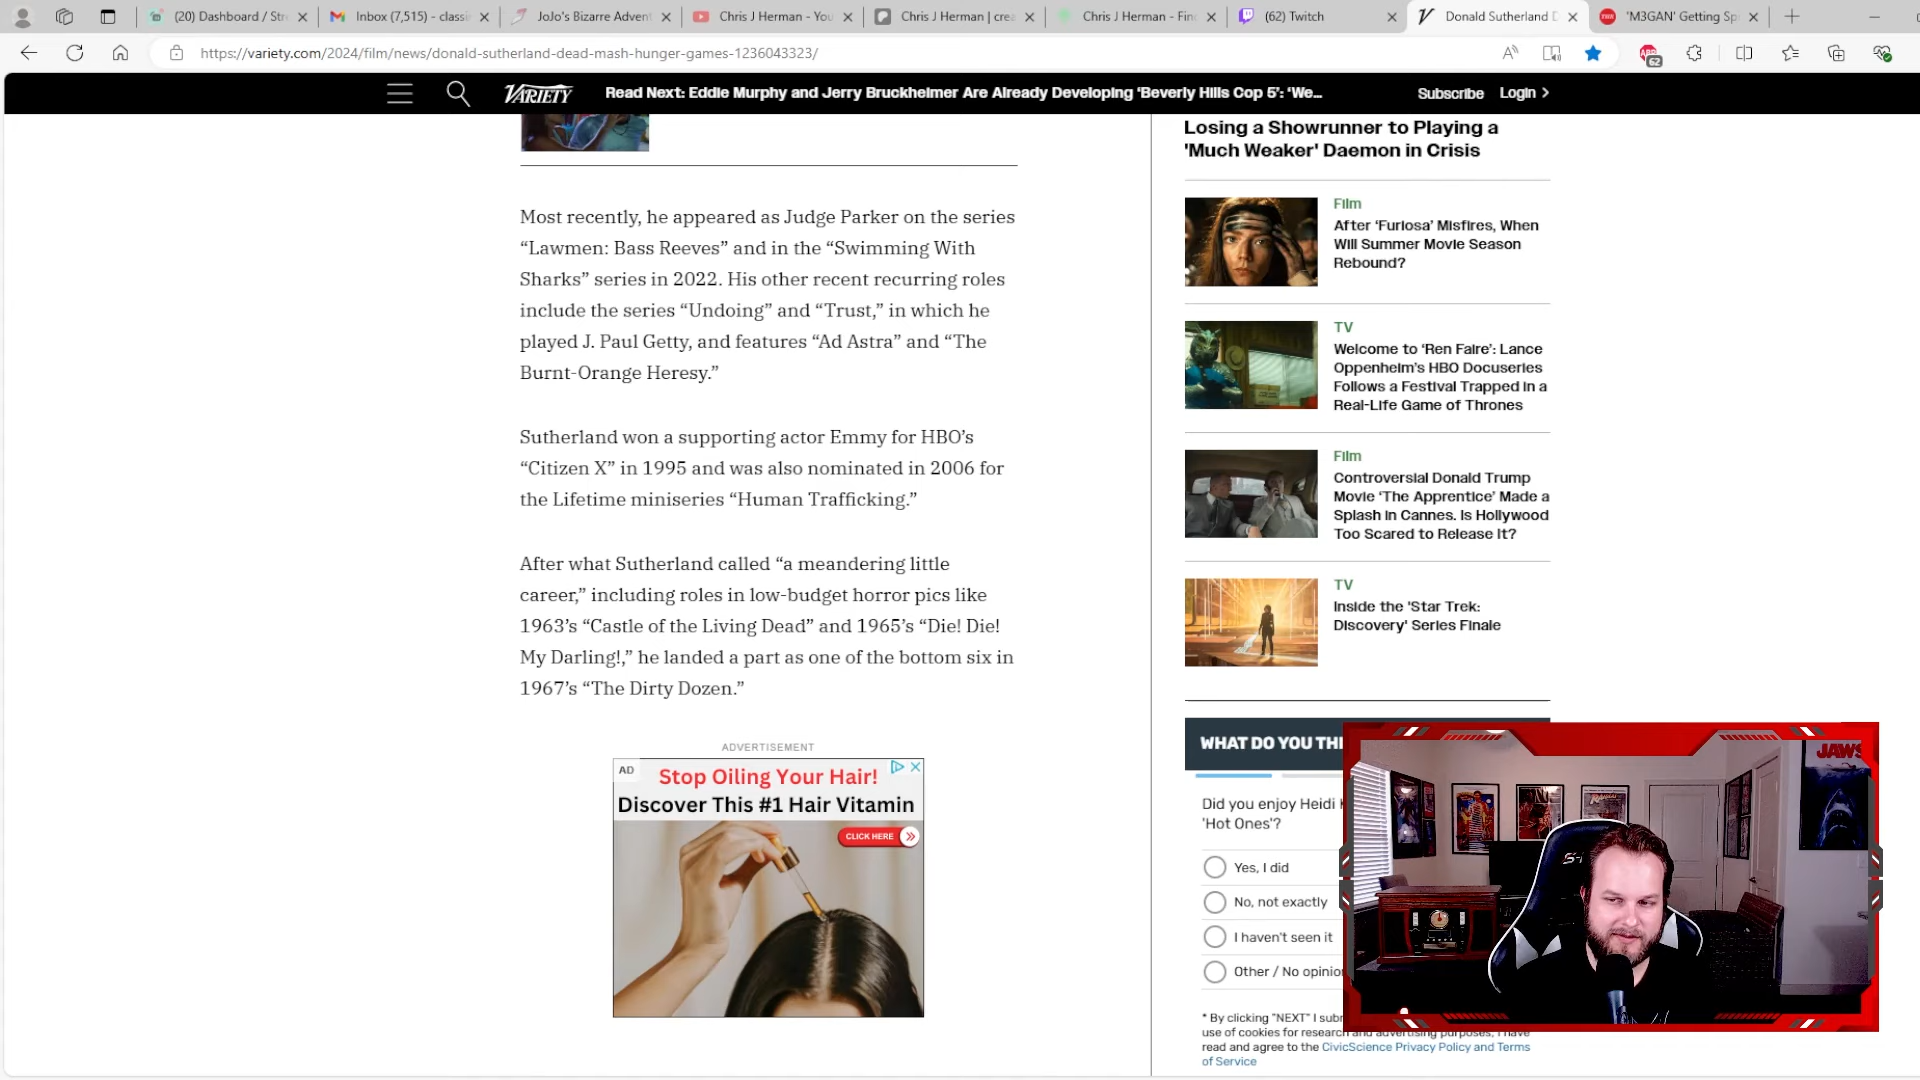 (20) Dashboard / Str
Inbox (7,515) - classi
JoJo's Bizarre Advent
Chris J Herman - You
Chris J Herman | crea
Chris J Herman - Fin
(62) Twitch
Donald Sutherland D
'M3GAN' Getting Sp
https://variety.com/2024/film/news/donald-sutherland-dead-mash-hunger-games-1236043323/
62
VARIETY
Read Next: Eddie Murphy and Jerry Bruckheimer Are Already Developing ‘Beverly Hills Cop 5’: ‘We...
Subscribe Login
Most recently, he appeared as Judge Parker on the series
“Lawmen: Bass Reeves” and in the “Swimming With
Sharks” series in 2022. His other recent recurring roles
include the series “Undoing” and “Trust,” in which he
played J. Paul Getty, and features “Ad Astra” and “The
Burnt-Orange Heresy.”
Sutherland won a supporting actor Emmy for HBO’s
“Citizen X” in 1995 and was also nominated in 2006 for
the Lifetime miniseries “Human Trafficking.”
After what Sutherland called “a meandering little
career,” including roles in low-budget horror pics like
1963’s “Castle of the Living Dead” and 1965’s “Die! Die!
My Darling!,” he landed a part as one of the bottom six in
1967’s “The Dirty Dozen.”
ADVERTISEMENT
AD
Stop Oiling Your Hair!
Discover This #1 Hair Vitamin
CLICK HERE
Losing a Showrunner to Playing a
'Much Weaker' Daemon in Crisis
Film
After ‘Furiosa’ Misfires, When
Will Summer Movie Season
Rebound?
TV
Welcome to ‘Ren Faire’: Lance
Oppenheim’s HBO Docuseries
Follows a Festival Trapped in a
Real-Life Game of Thrones
Film
Controversial Donald Trump
Movie ‘The Apprentice’ Made a
Splash in Cannes. Is Hollywood
Too Scared to Release It?
TV
Inside the 'Star Trek:
Discovery' Series Finale
WHAT DO YOU THI
Did you enjoy Heidi
'Hot Ones'?
Yes, I did
No, not exactly
I haven't seen it
Other / No opinio
* By clicking "NEXT" I sub
use of cookies for research and advertising purposes, I have
read and agree to the CivicScience Privacy Policy and Terms
of Service
JAWS